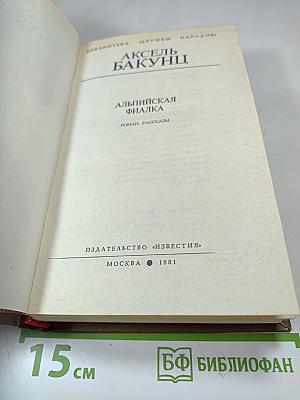 БИБЛИОТЕКА «ДРУЖБЫ НАРОДОВ»
АКСЕЛЬ
БАКУНЦ
АЛЬПИЙСКАЯ
ФИАЛКА
РОМАН. РАССКАЗЫ
ИЗДАТЕЛЬСТВО «ИЗВЕСТИЯ»
МОСКВА 1981
15 см
БФ БИБЛИОФАН